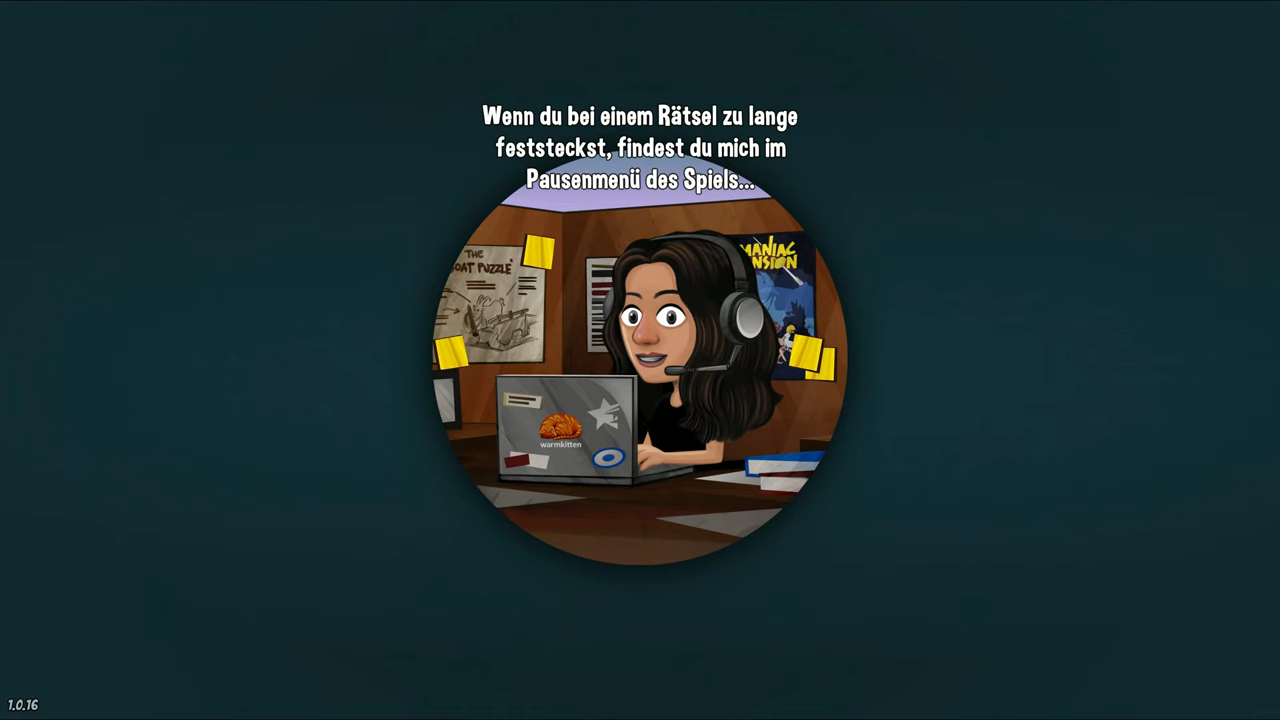 Wenn du bei einem Rätsel zu lange
feststeckst, findest du mich im
Pausenmenü des Spiels...
THE
OAT PUZZLE
MANIAC
NSION
warmkitten
1.0.16